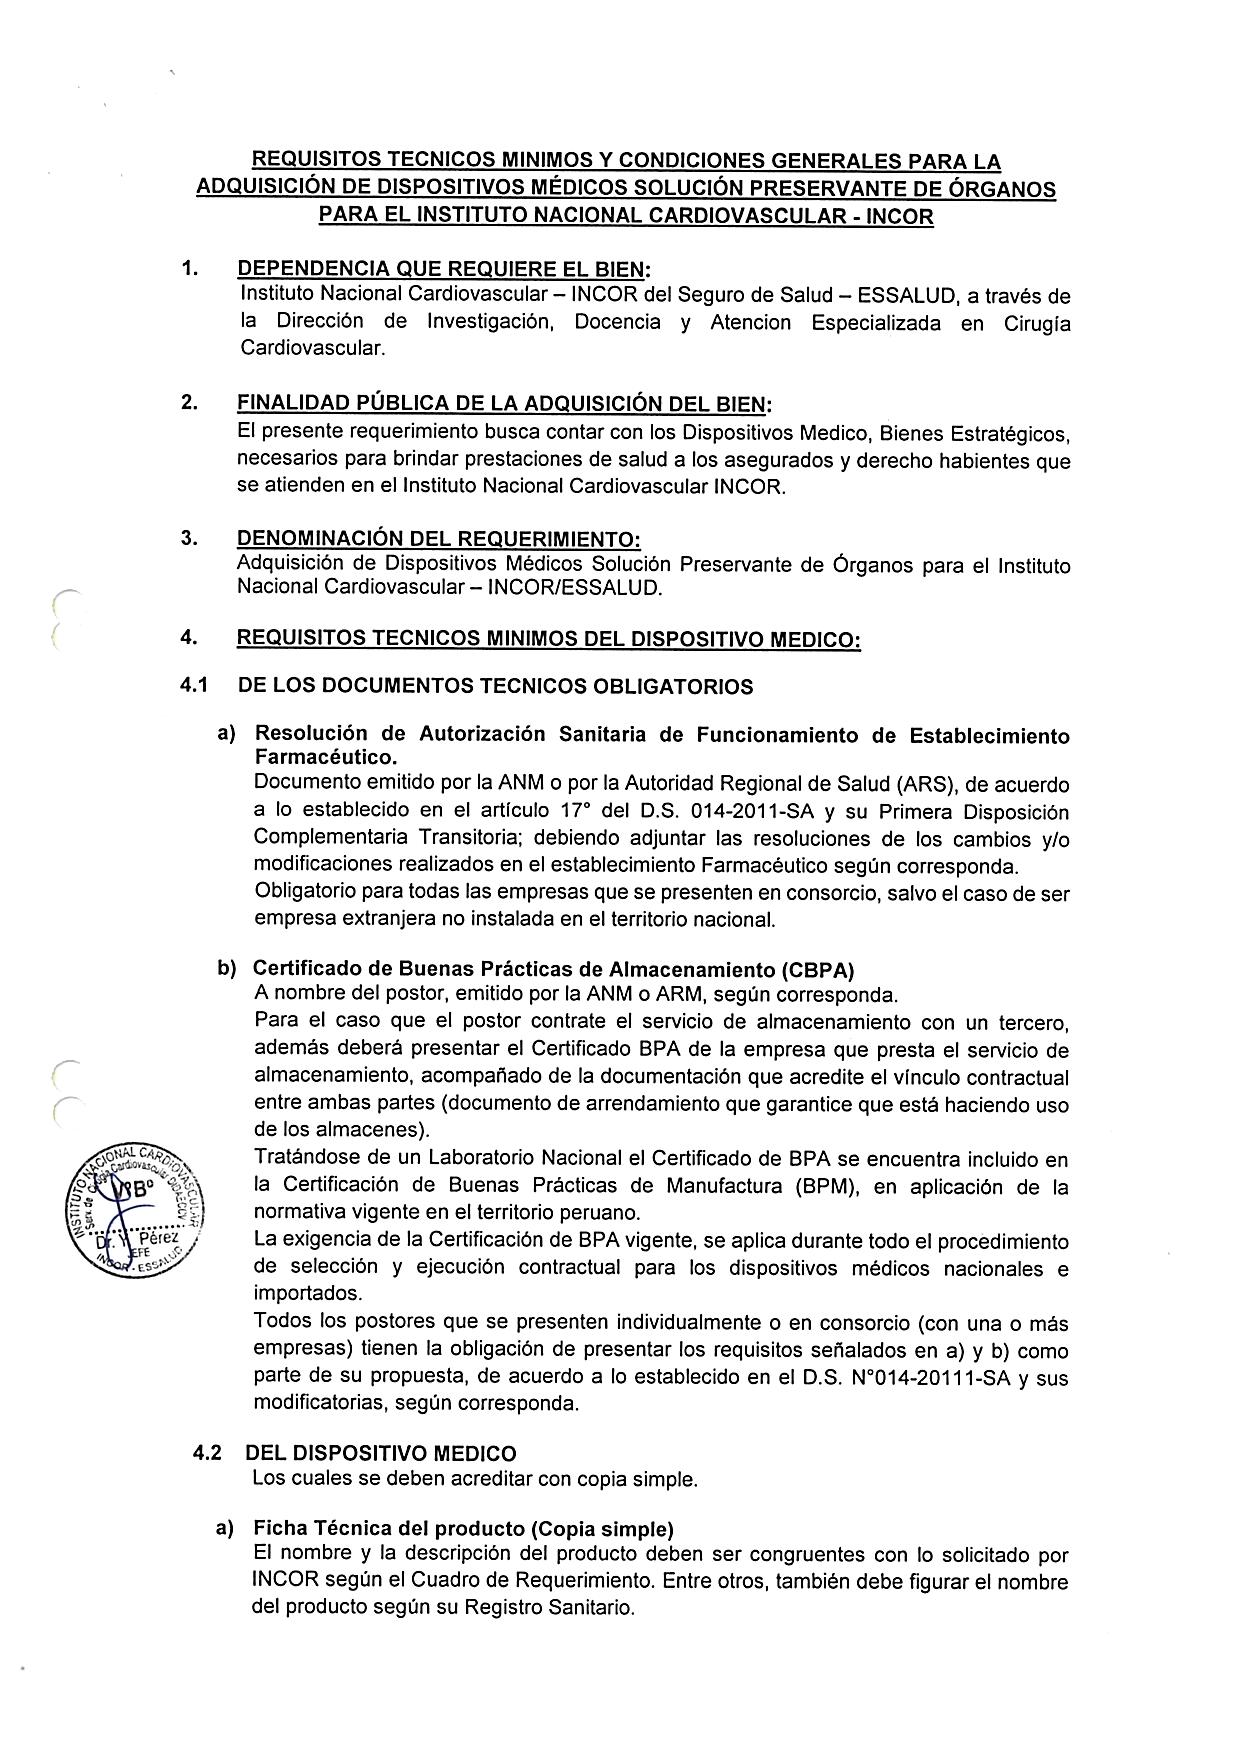 REQUISITOS TECNICOS MINIMOS Y CONDICIONES GENERALES PARA LA
ADQUISICIÓN DE DISPOSITIVOS MÉDICOS SOLUCIÓN PRESERVANTE DE ÓRGANOS
PARA EL INSTITUTO NACIONAL CARDIOVASCULAR - INCOR
1. DEPENDENCIA QUE REQUIERE EL BIEN:
Instituto Nacional Cardiovascular – INCOR del Seguro de Salud – ESSALUD, a través de
la Dirección de Investigación, Docencia y Atencion Especializada en Cirugía
Cardiovascular.
2. FINALIDAD PÚBLICA DE LA ADQUISICIÓN DEL BIEN:
El presente requerimiento busca contar con los Dispositivos Medico, Bienes Estratégicos,
necesarios para brindar prestaciones de salud a los asegurados y derecho habientes que
se atienden en el Instituto Nacional Cardiovascular INCOR.
3. DENOMINACIÓN DEL REQUERIMIENTO:
Adquisición de Dispositivos Médicos Solución Preservante de Órganos para el Instituto
Nacional Cardiovascular – INCOR/ESSALUD.
4. REQUISITOS TECNICOS MINIMOS DEL DISPOSITIVO MEDICO:
4.1 DE LOS DOCUMENTOS TECNICOS OBLIGATORIOS
a) Resolución de Autorización Sanitaria de Funcionamiento de Establecimiento
Farmacéutico.
Documento emitido por la ANM o por la Autoridad Regional de Salud (ARS), de acuerdo
a lo establecido en el artículo 17° del D.S. 014-2011-SA y su Primera Disposición
Complementaria Transitoria; debiendo adjuntar las resoluciones de los cambios y/o
modificaciones realizados en el establecimiento Farmacéutico según corresponda.
Obligatorio para todas las empresas que se presenten en consorcio, salvo el caso de ser
empresa extranjera no instalada en el territorio nacional.
b) Certificado de Buenas Prácticas de Almacenamiento (CBPA)
A nombre del postor, emitido por la ANM o ARM, según corresponda.
Para el caso que el postor contrate el servicio de almacenamiento con un tercero,
además deberá presentar el Certificado BPA de la empresa que presta el servicio de
almacenamiento, acompañado de la documentación que acredite el vínculo contractual
entre ambas partes (documento de arrendamiento que garantice que está haciendo uso
de los almacenes).
Tratándose de un Laboratorio Nacional el Certificado de BPA se encuentra incluido en
la Certificación de Buenas Prácticas de Manufactura (BPM), en aplicación de la
normativa vigente en el territorio peruano.
La exigencia de la Certificación de BPA vigente, se aplica durante todo el procedimiento
de selección y ejecución contractual para los dispositivos médicos nacionales e
importados.
Todos los postores que se presenten individualmente o en consorcio (con una o más
empresas) tienen la obligación de presentar los requisitos señalados en a) y b) como
parte de su propuesta, de acuerdo a lo establecido en el D.S. N°014-20111-SA y sus
modificatorias, según corresponda.
INSTITUTO NACIONAL CARDIOVASCULAR
Serv. de Cirugía Cardiovascular
VºBº
Dr. Y. Pérez
JEFE
INCOR - ESSALUD
4.2 DEL DISPOSITIVO MEDICO
Los cuales se deben acreditar con copia simple.
a) Ficha Técnica del producto (Copia simple)
El nombre y la descripción del producto deben ser congruentes con lo solicitado por
INCOR según el Cuadro de Requerimiento. Entre otros, también debe figurar el nombre
del producto según su Registro Sanitario.